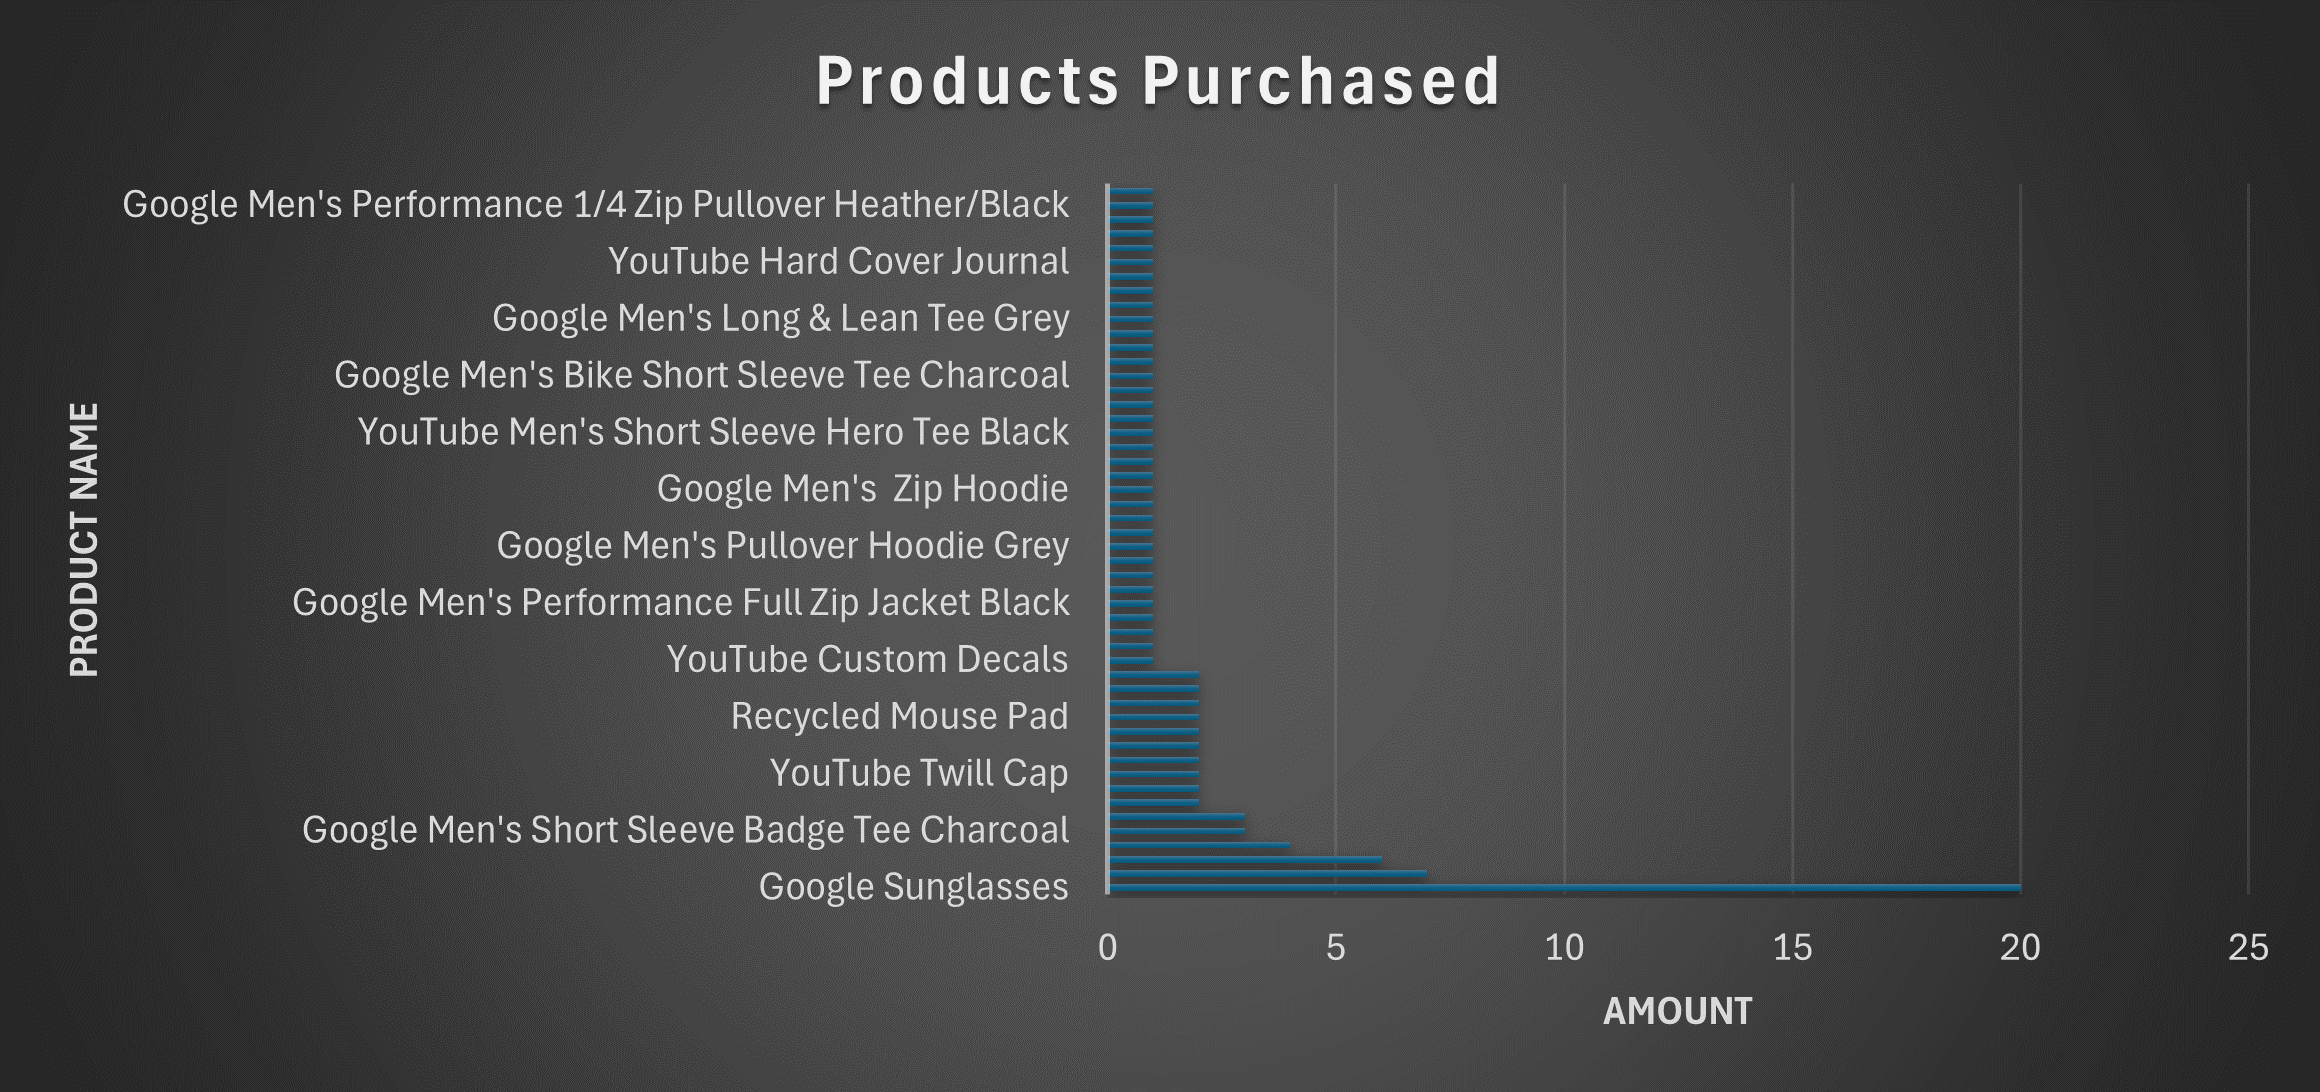 Products Purchased
PRODUCT NAME
Google Men's Performance 1/4 Zip Pullover Heather/Black
YouTube Hard Cover Journal
Google Men's Long & Lean Tee Grey
Google Men's Bike Short Sleeve Tee Charcoal
YouTube Men's Short Sleeve Hero Tee Black
Google Men's  Zip Hoodie
Google Men's Pullover Hoodie Grey
Google Men's Performance Full Zip Jacket Black
YouTube Custom Decals
Recycled Mouse Pad
YouTube Twill Cap
Google Men's Short Sleeve Badge Tee Charcoal
Google Sunglasses
0 5 10 15 20 25
AMOUNT